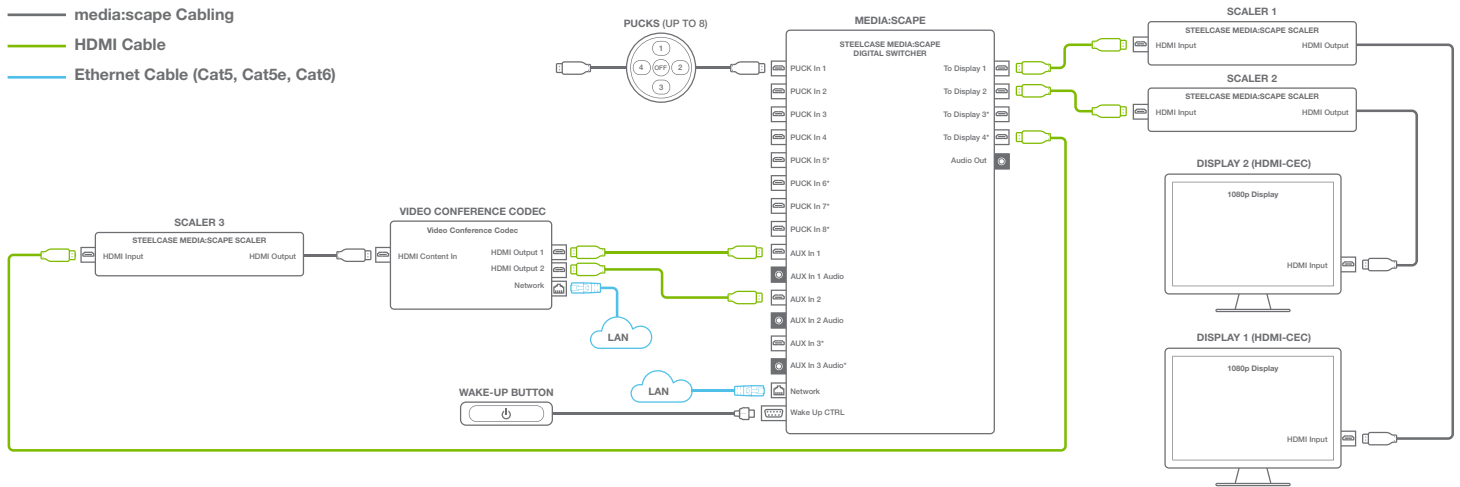 media:scape Cabling
HDMI Cable
Ethernet Cable (Cat5, Cat5e, Cat6)
PUCKS (UP TO 8)
1
4 OFF 2
3
MEDIA:SCAPE
STEELCASE MEDIA:SCAPE
DIGITAL SWITCHER
PUCK In 1
PUCK In 2
PUCK In 3
PUCK In 4
PUCK In 5*
PUCK In 6*
PUCK In 7*
PUCK In 8*
AUX In 1
AUX In 1 Audio
AUX In 2
AUX In 2 Audio
AUX In 3*
AUX In 3 Audio*
Network
Wake Up CTRL
To Display 1
To Display 2
To Display 3*
To Display 4*
Audio Out
SCALER 1
STEELCASE MEDIA:SCAPE SCALER
HDMI Input HDMI Output
SCALER 2
STEELCASE MEDIA:SCAPE SCALER
HDMI Input HDMI Output
DISPLAY 2 (HDMI-CEC)
1080p Display
HDMI Input
DISPLAY 1 (HDMI-CEC)
1080p Display
HDMI Input
SCALER 3
STEELCASE MEDIA:SCAPE SCALER
HDMI Input HDMI Output
VIDEO CONFERENCE CODEC
Video Conference Codec
HDMI Content In
HDMI Output 1
HDMI Output 2
Network
LAN
LAN
WAKE-UP BUTTON